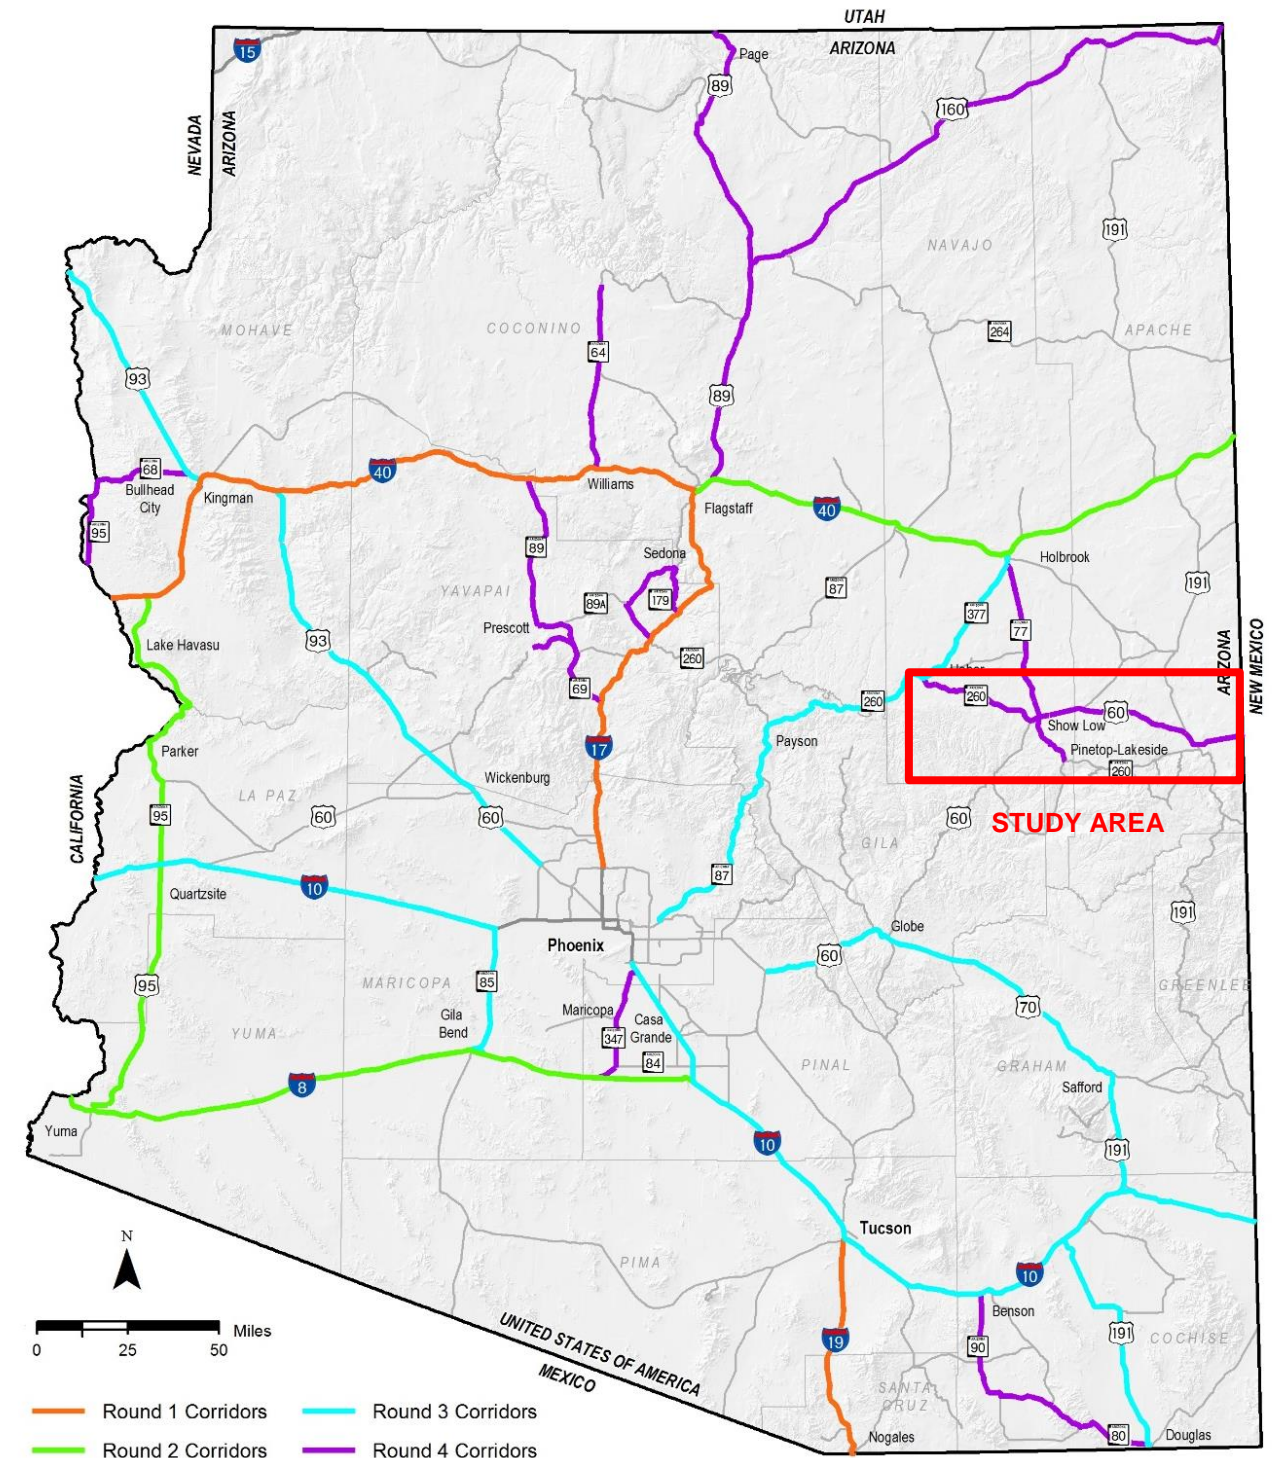 UTAH
ARIZONA
15
Page
89
160
NEVADA
ARIZONA
191
NAVAJO
MOHAVE
COCONINO
264
APACHE
64
93
89
68
40
Bullhead
City
Kingman
Williams
Flagstaff
40
95
89
Sedona
Holbrook
191
87
YAVAPAI
89A
179
377
Prescott
77
93
Lake Havasu
260
ARIZONA
NEW MEXICO
69
260
260
60
Show Low
17
Payson
Pinetop-Lakeside
260
Parker
Wickenburg
CALIFORNIA
LA PAZ
95
60
60
60
STUDY AREA
GILA
87
10
Quartzsite
191
Globe
Phoenix
60
95
MARICOPA
85
GREENLEE
Maricopa
70
Gila
Bend
Casa
Grande
YUMA
347
84
PINAL
GRAHAM
8
Safford
Yuma
10
191
Tucson
N
PIMA
10
Benson
UNITED STATES OF AMERICA
MEXICO
19
90
191
COCHISE
0 25 50 Miles
SANTA
CRUZ
80
Douglas
Nogales
Round 1 Corridors
Round 3 Corridors
Round 2 Corridors
Round 4 Corridors